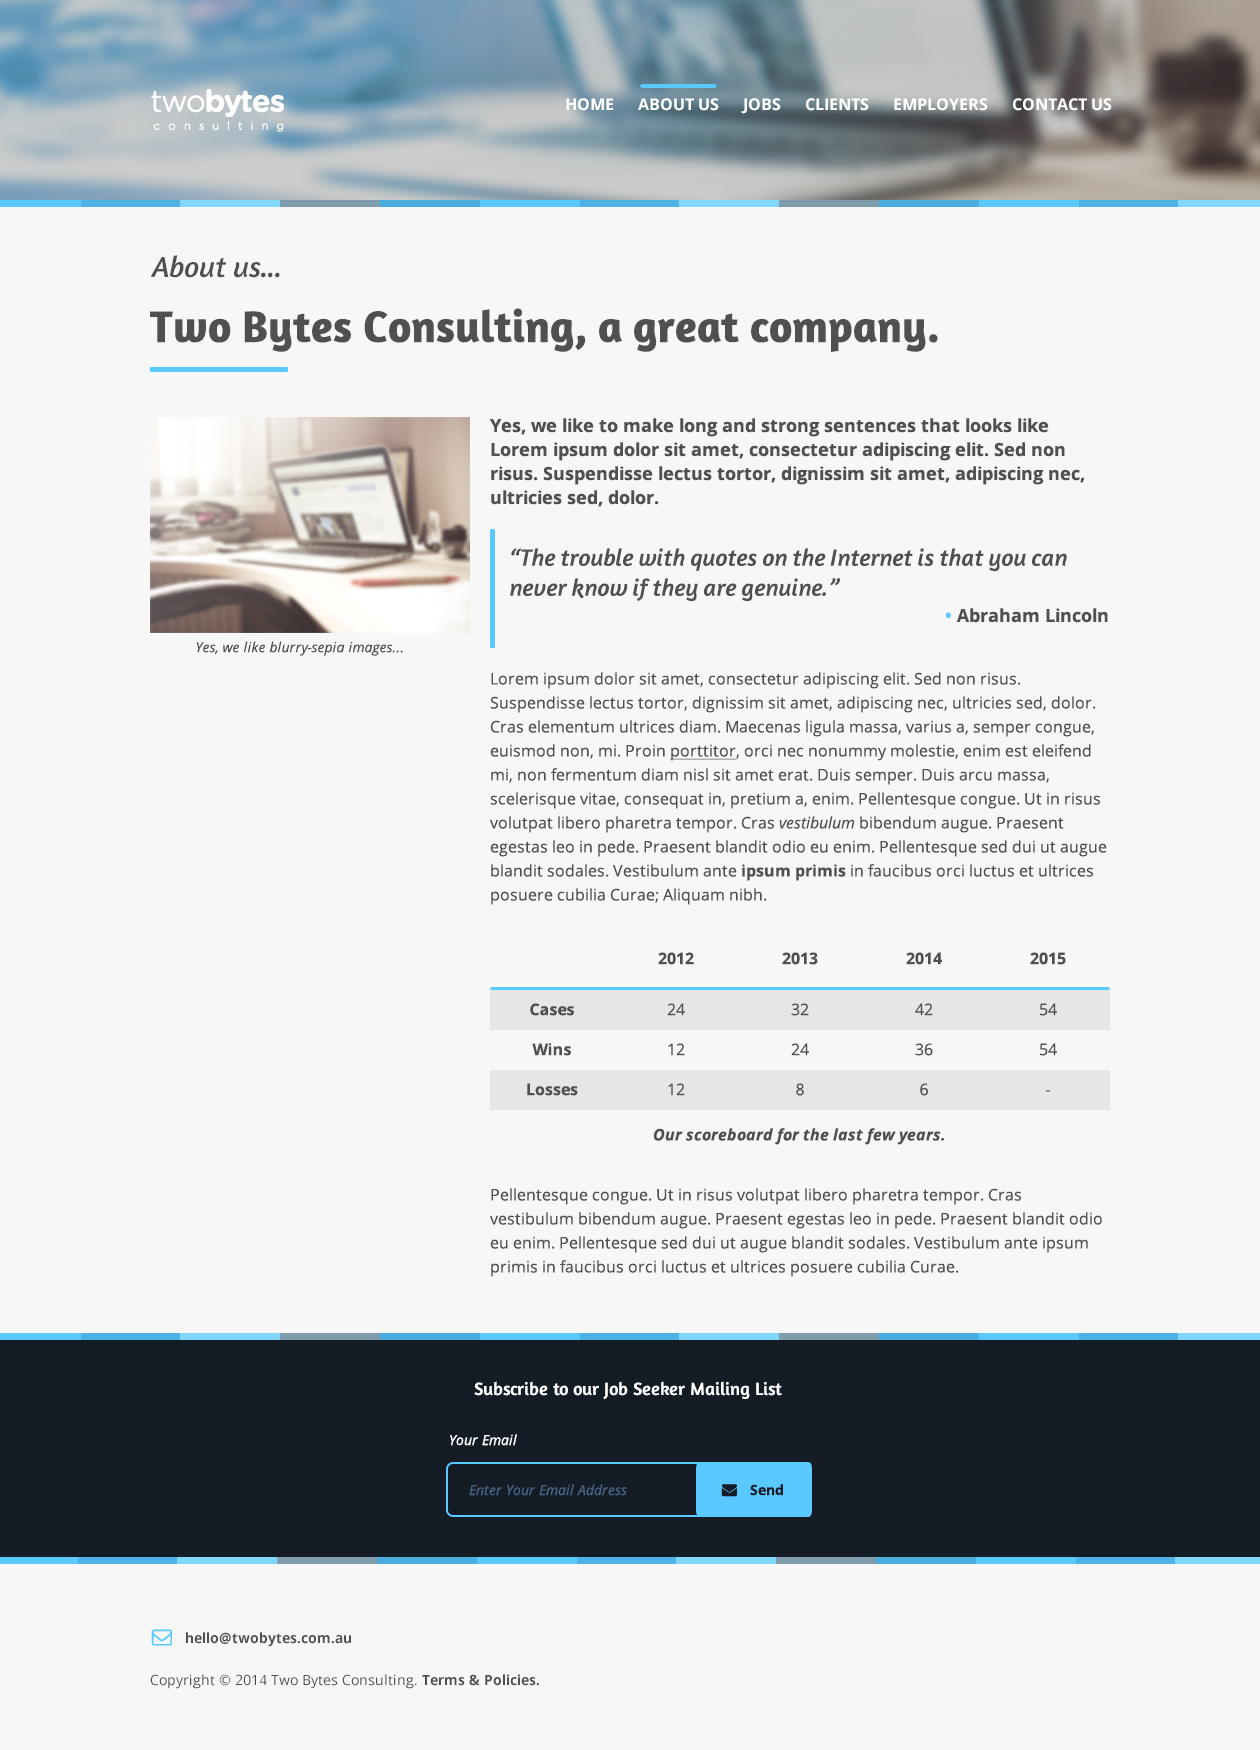 twobytes
consulting
HOME ABOUT US JOBS CLIENTS EMPLOYERS CONTACT US
About us...
Two Bytes Consulting, a great company.
Yes, we like to make long and strong sentences that looks like
Lorem ipsum dolor sit amet, consectetur adipiscing elit. Sed non
risus. Suspendisse lectus tortor, dignissim sit amet, adipiscing nec,
ultricies sed, dolor.
“The trouble with quotes on the Internet is that you can
never know if they are genuine.”
• Abraham Lincoln
Yes, we like blurry-sepia images...
Lorem ipsum dolor sit amet, consectetur adipiscing elit. Sed non risus.
Suspendisse lectus tortor, dignissim sit amet, adipiscing nec, ultricies sed, dolor.
Cras elementum ultrices diam. Maecenas ligula massa, varius a, semper congue,
euismod non, mi. Proin porttitor, orci nec nonummy molestie, enim est eleifend
mi, non fermentum diam nisl sit amet erat. Duis semper. Duis arcu massa,
scelerisque vitae, consequat in, pretium a, enim. Pellentesque congue. Ut in risus
volutpat libero pharetra tempor. Cras vestibulum bibendum augue. Praesent
egestas leo in pede. Praesent blandit odio eu enim. Pellentesque sed dui ut augue
blandit sodales. Vestibulum ante ipsum primis in faucibus orci luctus et ultrices
posuere cubilia Curae; Aliquam nibh.
2012 2013 2014 2015
Cases 24 32 42 54
Wins 12 24 36 54
Losses 12 8 6 -
Our scoreboard for the last few years.
Pellentesque congue. Ut in risus volutpat libero pharetra tempor. Cras
vestibulum bibendum augue. Praesent egestas leo in pede. Praesent blandit odio
eu enim. Pellentesque sed dui ut augue blandit sodales. Vestibulum ante ipsum
primis in faucibus orci luctus et ultrices posuere cubilia Curae.
Subscribe to our Job Seeker Mailing List
Your Email
Enter Your Email Address Send
hello@twobytes.com.au
Copyright © 2014 Two Bytes Consulting. Terms & Policies.